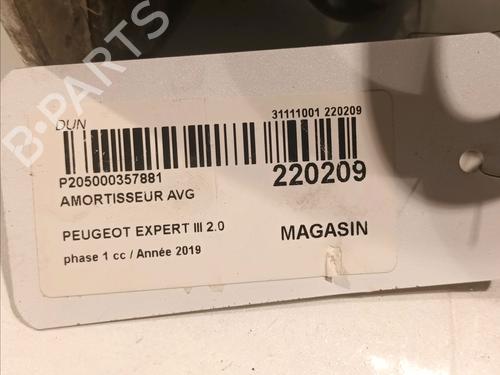 B-PARTS
DUN
31111001 220209
P205000357881
220209
AMORTISSEUR AVG
PEUGEOT EXPERT III 2.0
MAGASIN
phase 1 cc / Année 2019